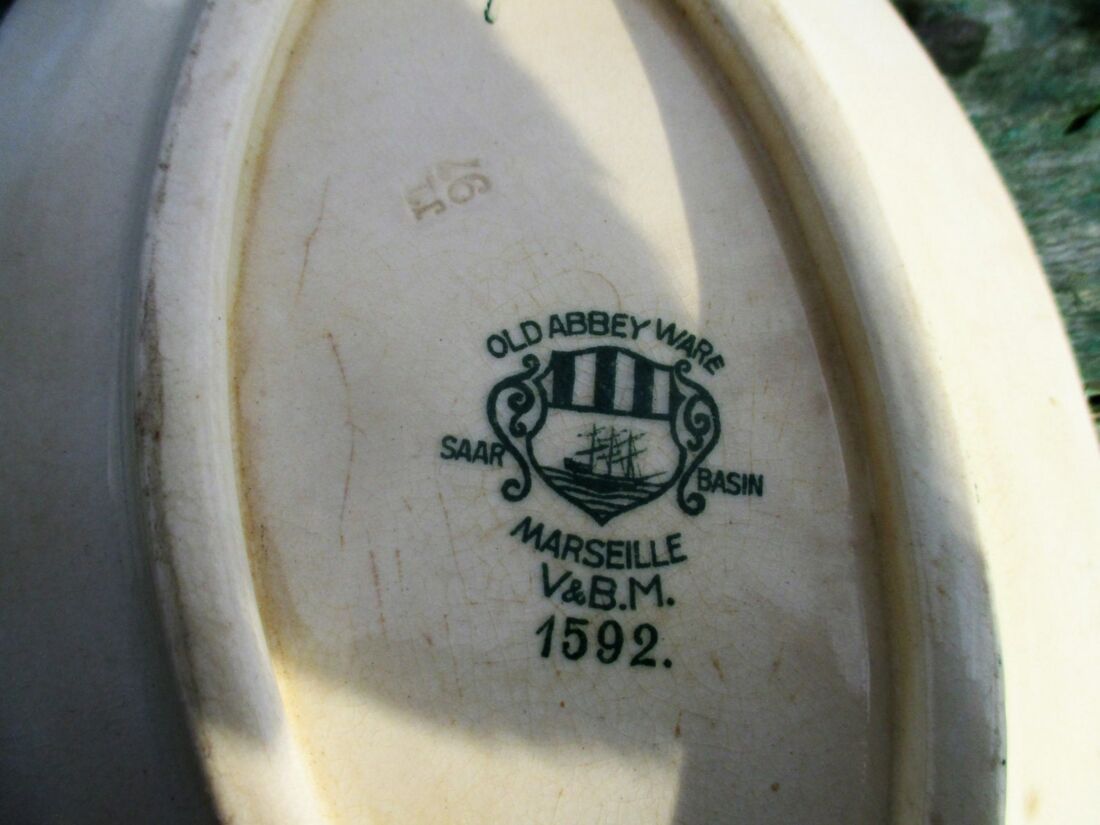 OLD ABBEY WARE
SAAR BASIN
MARSEILLE
V&B.M.
1592.